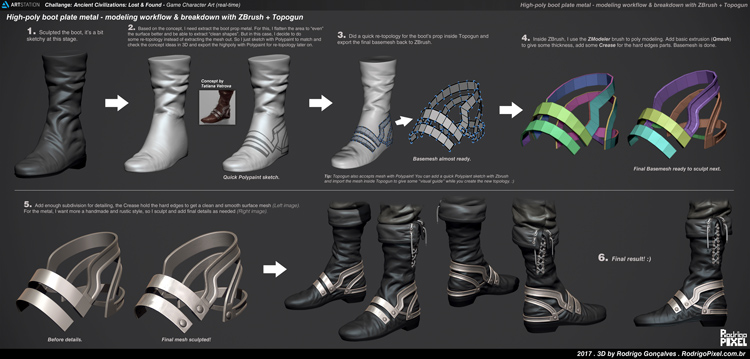 ARTSTATION Challenge: Ancient Civilizations: Lost & Found - Game Character Art (real-time)
High-poly boot plate metal - modeling workflow & breakdown with ZBrush + Topogun
High-poly boot plate metal - modeling workflow & breakdown with ZBrush + Topogun
1. Sculpted the boot, it's a bit
sketchy at this stage.
2. Based on the concept, I need extract the boot prop metal. For this, I flatten the area to "even"
the surface better and be able to extract "clean shapes". But in this case, I decide to do
some re-topology instead of extracting the mesh out. So I just sketch with Polypaint to match and
check the concept ideas in 3D and export the highpoly with Polypaint for re-topology later on.
Concept by
Tatiana Vetrova
Quick Polypaint sketch.
3. Did a quick re-topology for the boot's prop inside Topogun and
export the final basemesh back to ZBrush.
Basemesh almost ready.
Tip: Topogun also accepts mesh with Polypaint! You can add a quick Polypaint sketch with Zbrush
and import the mesh inside Topogun to give some "visual guide" while you create the new topology. :)
4. Inside ZBrush, I use the ZModeler brush to poly modeling. Add basic extrusion (Qmesh)
to give some thickness, add some Crease for the hard edges parts. Basemesh is done.
Final Basemesh ready to sculpt next.
5. Add enough subdivision for detailing, the Crease hold the hard edges to get a clean and smooth surface mesh (Left image).
For the metal, I want more a handmade and rustic style, so I sculpt and add final details as needed (Right image).
Before details.
Final mesh sculpted!
6. Final result! :)
Rodrigo
PIXEL
2017 . 3D by Rodrigo Gonçalves . RodrigoPixel.com.br